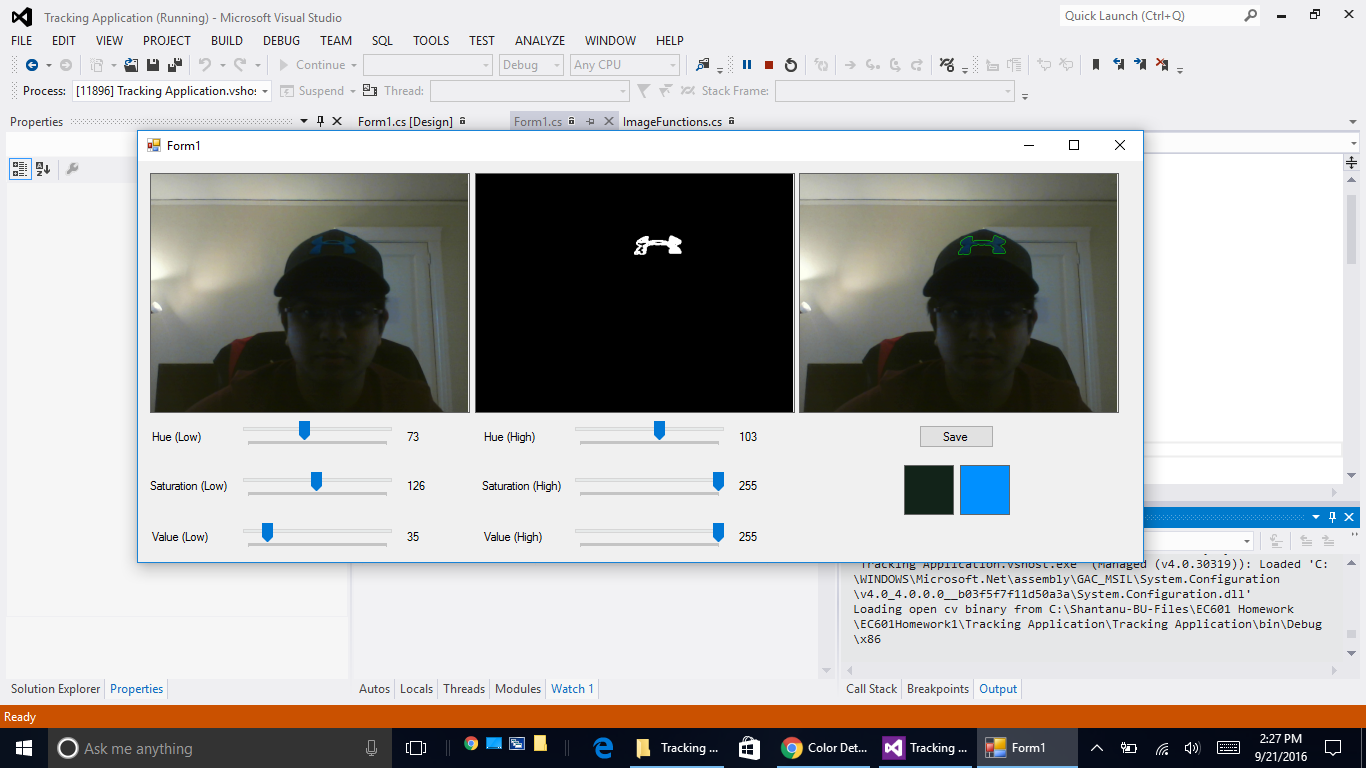 Tracking Application (Running) - Microsoft Visual Studio
Quick Launch (Ctrl+Q)
FILE EDIT VIEW PROJECT BUILD DEBUG TEAM SQL TOOLS TEST ANALYZE WINDOW HELP
Continue Debug Any CPU
Process: [11896] Tracking Application.vshos Suspend Thread: Stack Frame:
Properties Form1.cs [Design] Form1.cs ImageFunctions.cs
Form1
Hue (Low) 73 Hue (High) 103 Save
Saturation (Low) 126 Saturation (High) 255
Value (Low) 35 Value (High) 255
'Tracking Application.vshost.exe' (Managed (v4.0.30319)): Loaded 'C:
\WINDOWS\Microsoft.Net\assembly\GAC_MSIL\System.Configuration
\v4.0_4.0.0.0__b03f5f7f11d50a3a\System.Configuration.dll'
Loading open cv binary from C:\Shantanu-BU-Files\EC601 Homework
\EC601Homework1\Tracking Application\Tracking Application\bin\Debug
\x86
Solution Explorer Properties Autos Locals Threads Modules Watch 1 Call Stack Breakpoints Output
Ready
Ask me anything Tracking ... Color Det... Tracking ... Form1 2:27 PM
9/21/2016